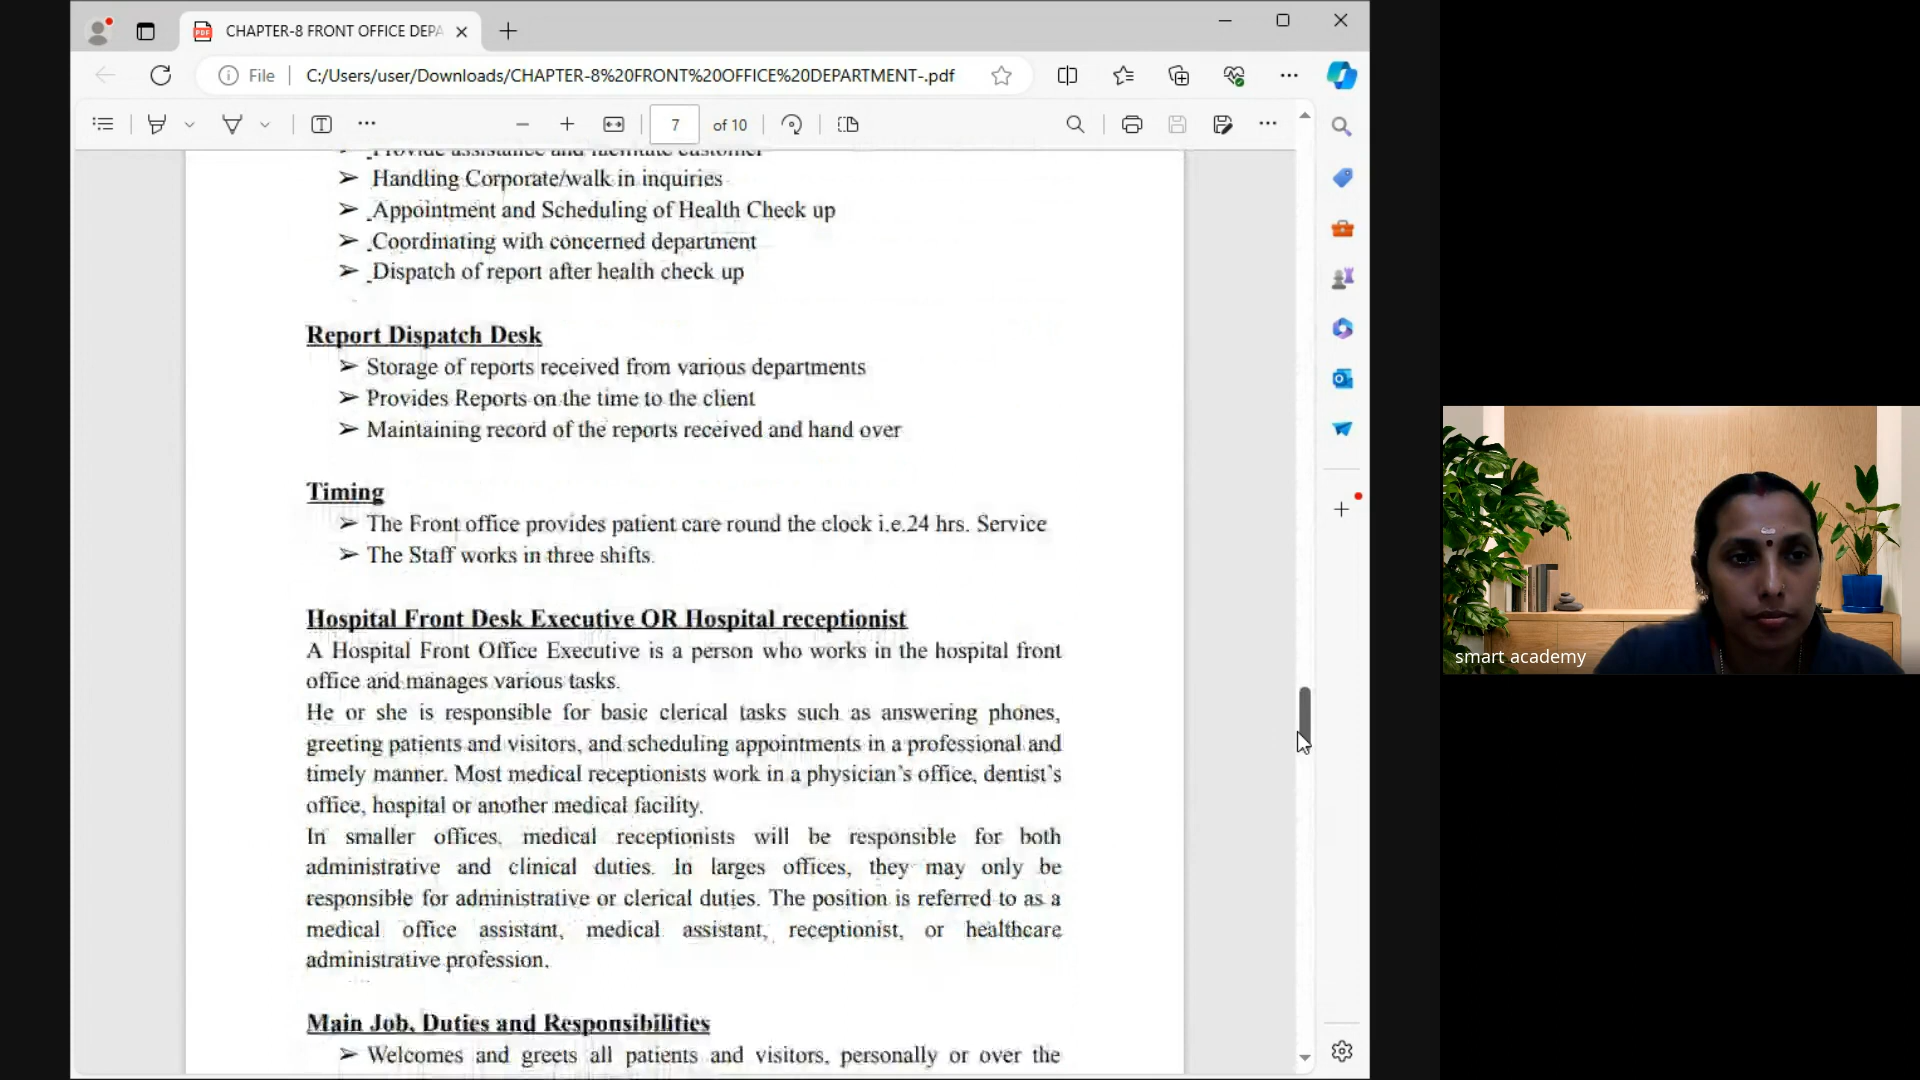 CHAPTER-8 FRONT OFFICE DEPA
File
C:/Users/user/Downloads/CHAPTER-8%20FRONT%20OFFICE%20DEPARTMENT-.pdf
7 of 10
Provide assistance and facilitate customer
➢ Handling Corporate/walk in inquiries
➢ Appointment and Scheduling of Health Check up
➢ Coordinating with concerned department
➢ Dispatch of report after health check up
Report Dispatch Desk
➢ Storage of reports received from various departments
➢ Provides Reports on the time to the client
➢ Maintaining record of the reports received and hand over
Timing
➢ The Front office provides patient care round the clock i.e.24 hrs. Service
➢ The Staff works in three shifts.
Hospital Front Desk Executive OR Hospital receptionist
A Hospital Front Office Executive is a person who works in the hospital front
office and manages various tasks.
He or she is responsible for basic clerical tasks such as answering phones,
greeting patients and visitors, and scheduling appointments in a professional and
timely manner. Most medical receptionists work in a physician's office, dentist's
office, hospital or another medical facility.
In smaller offices, medical receptionists will be responsible for both
administrative and clinical duties. In larges offices, they may only be
responsible for administrative or clerical duties. The position is referred to as a
medical office assistant, medical assistant, receptionist, or healthcare
administrative profession.
Main Job, Duties and Responsibilities
➢ Welcomes and greets all patients and visitors, personally or over the
smart academy